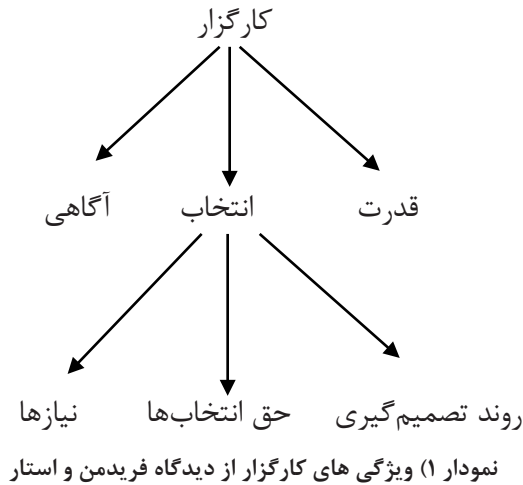 کارگزار
قدرت انتخاب آگاهی
روند تصمیم‌گیری حق انتخاب‌ها نیازها
نمودار ۱) ویژگی های کارگزار از دیدگاه فریدمن و استار